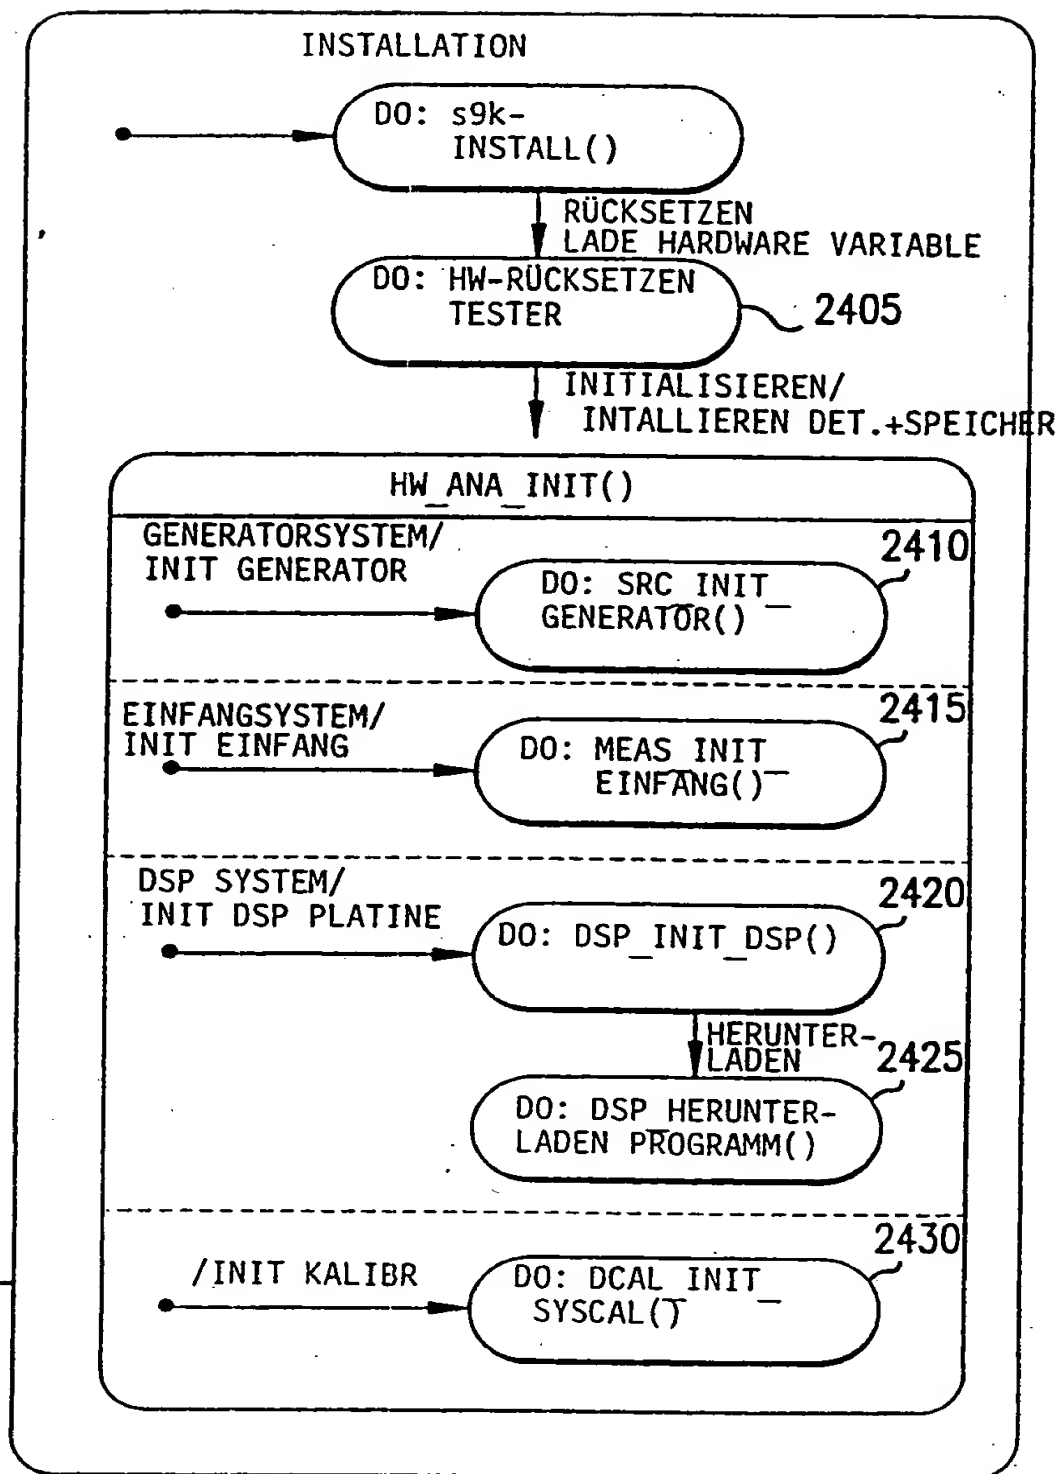 INSTALLATION
DO: s9k-
INSTALL()
RÜCKSETZEN
LADE HARDWARE VARIABLE
DO: HW-RÜCKSETZEN
TESTER
2405
INITIALISIEREN/
INTALLIEREN DET.+SPEICHER
HW_ANA_INIT()
GENERATORSYSTEM/
INIT GENERATOR
2410
DO: SRC_INIT_
GENERATOR()
EINFANGSYSTEM/
INIT EINFANG
2415
DO: MEAS_INIT_
EINFANG()
DSP SYSTEM/
INIT DSP PLATINE
2420
DO: DSP_INIT_DSP()
HERUNTER-
LADEN
2425
DO: DSP_HERUNTER-
LADEN PROGRAMM()
/INIT KALIBR
2430
DO: DCAL_INIT_
SYSCAL()